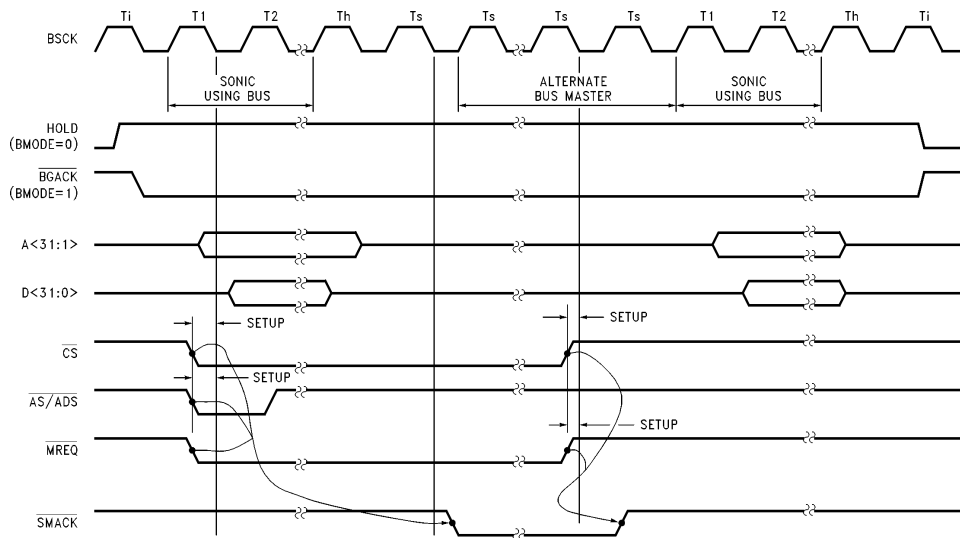 Ti T1 T2 Th Ts Ts Ts Ts T1 T2 Th Ti
BSCK
SONIC
USING BUS
ALTERNATE
BUS MASTER
SONIC
USING BUS
HOLD
(BMODE=0)
BGACK
(BMODE=1)
A<31:1>
D<31:0>
SETUP
SETUP
CS
SETUP
AS/ADS
SETUP
MREQ
SMACK